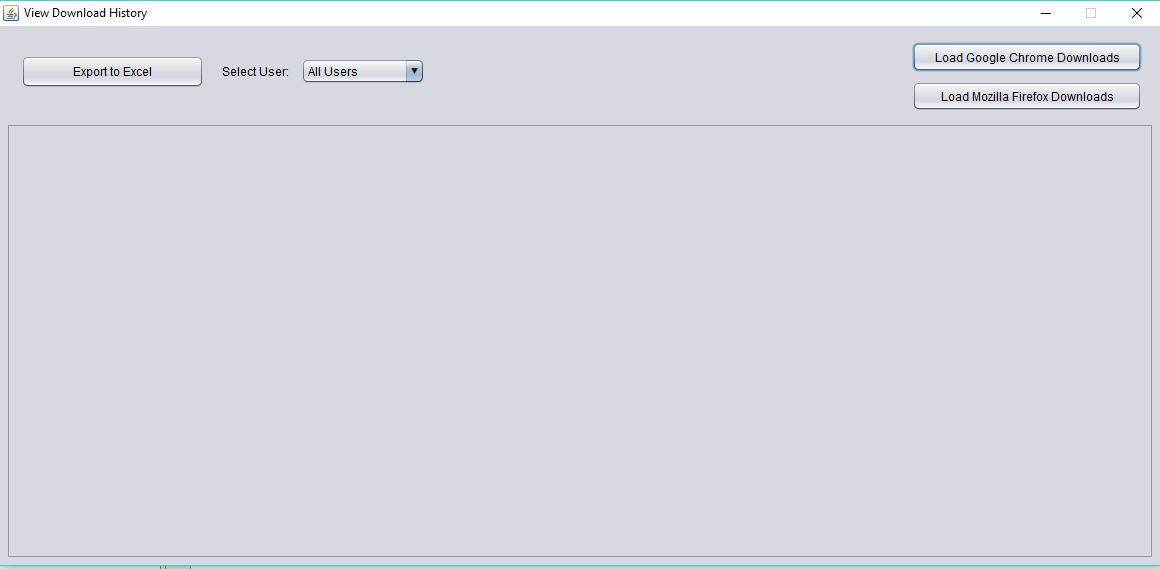 View Download History
Export to Excel
Select User:
All Users
Load Google Chrome Downloads
Load Mozilla Firefox Downloads